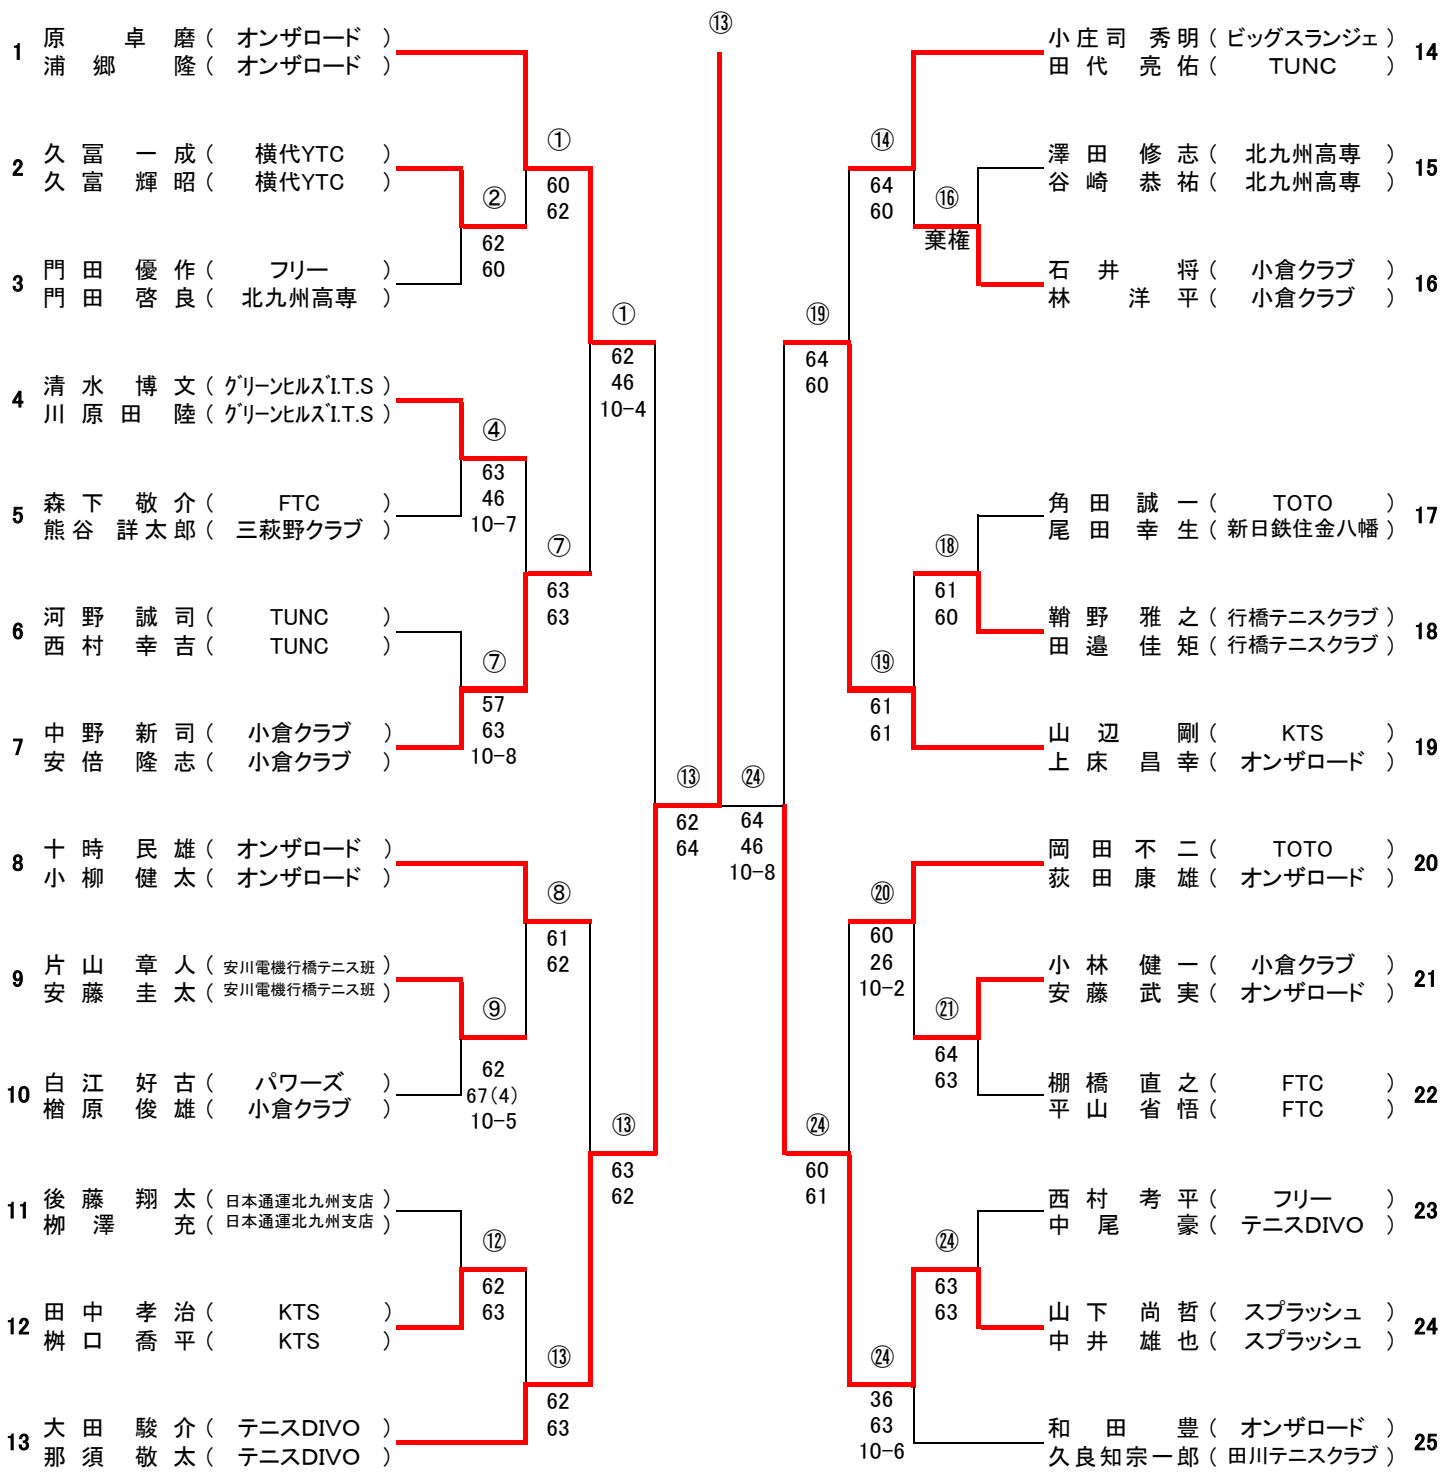 ⑬
1 原 卓 磨 ( オンザロード )
浦 郷 隆 ( オンザロード )
2 久 冨 一 成 ( 横代YTC )
久 富 輝 昭 ( 横代YTC )
3 門 田 優 作 ( フリー )
門 田 啓 良 ( 北九州高専 )
4 清 水 博 文 ( グリーンヒルズI.T.S )
川 原 田 陸 ( グリーンヒルズI.T.S )
5 森 下 敬 介 ( FTC )
熊 谷 詳 太 郎 ( 三萩野クラブ )
6 河 野 誠 司 ( TUNC )
西 村 幸 吉 ( TUNC )
7 中 野 新 司 ( 小倉クラブ )
安 倍 隆 志 ( 小倉クラブ )
8 十 時 民 雄 ( オンザロード )
小 柳 健 太 ( オンザロード )
9 片 山 章 人 ( 安川電機行橋テニス班 )
安 藤 圭 太 ( 安川電機行橋テニス班 )
10 白 江 好 古 ( パワーズ )
楢 原 俊 雄 ( 小倉クラブ )
11 後 藤 翔 太 ( 日本通運北九州支店 )
栁 澤 充 ( 日本通運北九州支店 )
12 田 中 孝 治 ( KTS )
桝 口 喬 平 ( KTS )
13 大 田 駿 介 ( テニスDIVO )
那 須 敬 太 ( テニスDIVO )
②
62
60
④
63
46
10-7
⑦
57
63
10-8
⑨
62
67(4)
10-5
⑫
62
63
①
60
62
⑦
63
63
⑧
61
62
⑬
62
63
①
62
46
10-4
⑬
63
62
⑬
62
64
㉔
64
46
10-8
⑲
64
60
㉔
60
61
⑭
64
60
⑲
61
61
⑳
60
26
10-2
㉔
36
63
10-6
⑯
棄権
⑱
61
60
㉑
64
63
㉔
63
63
小 庄 司 秀 明 ( ビッグスランジェ ) 14
田 代 亮 佑 ( TUNC )
澤 田 修 志 ( 北九州高専 ) 15
谷 崎 恭 祐 ( 北九州高専 )
石 井 将 ( 小倉クラブ ) 16
林 洋 平 ( 小倉クラブ )
角 田 誠 一 ( TOTO ) 17
尾 田 幸 生 ( 新日鉄住金八幡 )
鞘 野 雅 之 ( 行橋テニスクラブ ) 18
田 邉 佳 矩 ( 行橋テニスクラブ )
山 辺 剛 ( KTS ) 19
上 床 昌 幸 ( オンザロード )
岡 田 不 二 ( TOTO ) 20
荻 田 康 雄 ( オンザロード )
小 林 健 一 ( 小倉クラブ ) 21
安 藤 武 実 ( オンザロード )
棚 橋 直 之 ( FTC ) 22
平 山 省 悟 ( FTC )
西 村 考 平 ( フリー ) 23
中 尾 豪 ( テニスDIVO )
山 下 尚 哲 ( スプラッシュ ) 24
中 井 雄 也 ( スプラッシュ )
和 田 豊 ( オンザロード ) 25
久 良 知 宗 一 郎 ( 田川テニスクラブ )